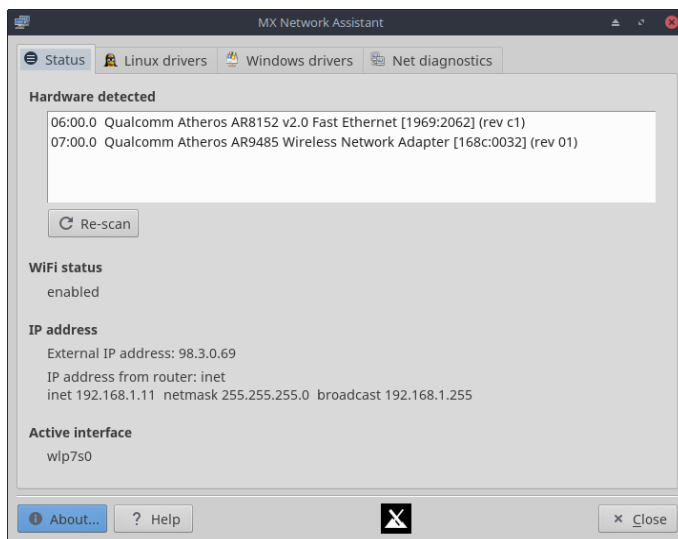 MX Network Assistant
Status
Linux drivers
Windows drivers
Net diagnostics
Hardware detected
06:00.0 Qualcomm Atheros AR8152 v2.0 Fast Ethernet [1969:2062] (rev c1)
07:00.0 Qualcomm Atheros AR9485 Wireless Network Adapter [168c:0032] (rev 01)
Re-scan
WiFi status
enabled
IP address
External IP address: 98.3.0.69
IP address from router: inet
inet 192.168.1.11 netmask 255.255.255.0 broadcast 192.168.1.255
Active interface
wlp7s0
About...
? Help
Close